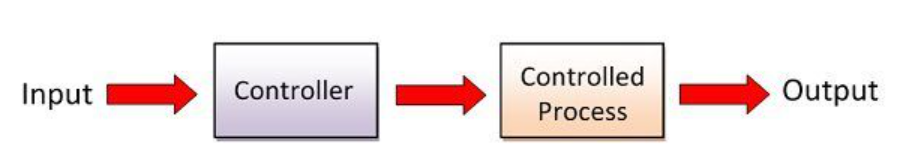 Input
Controller
Controlled
Process
Output